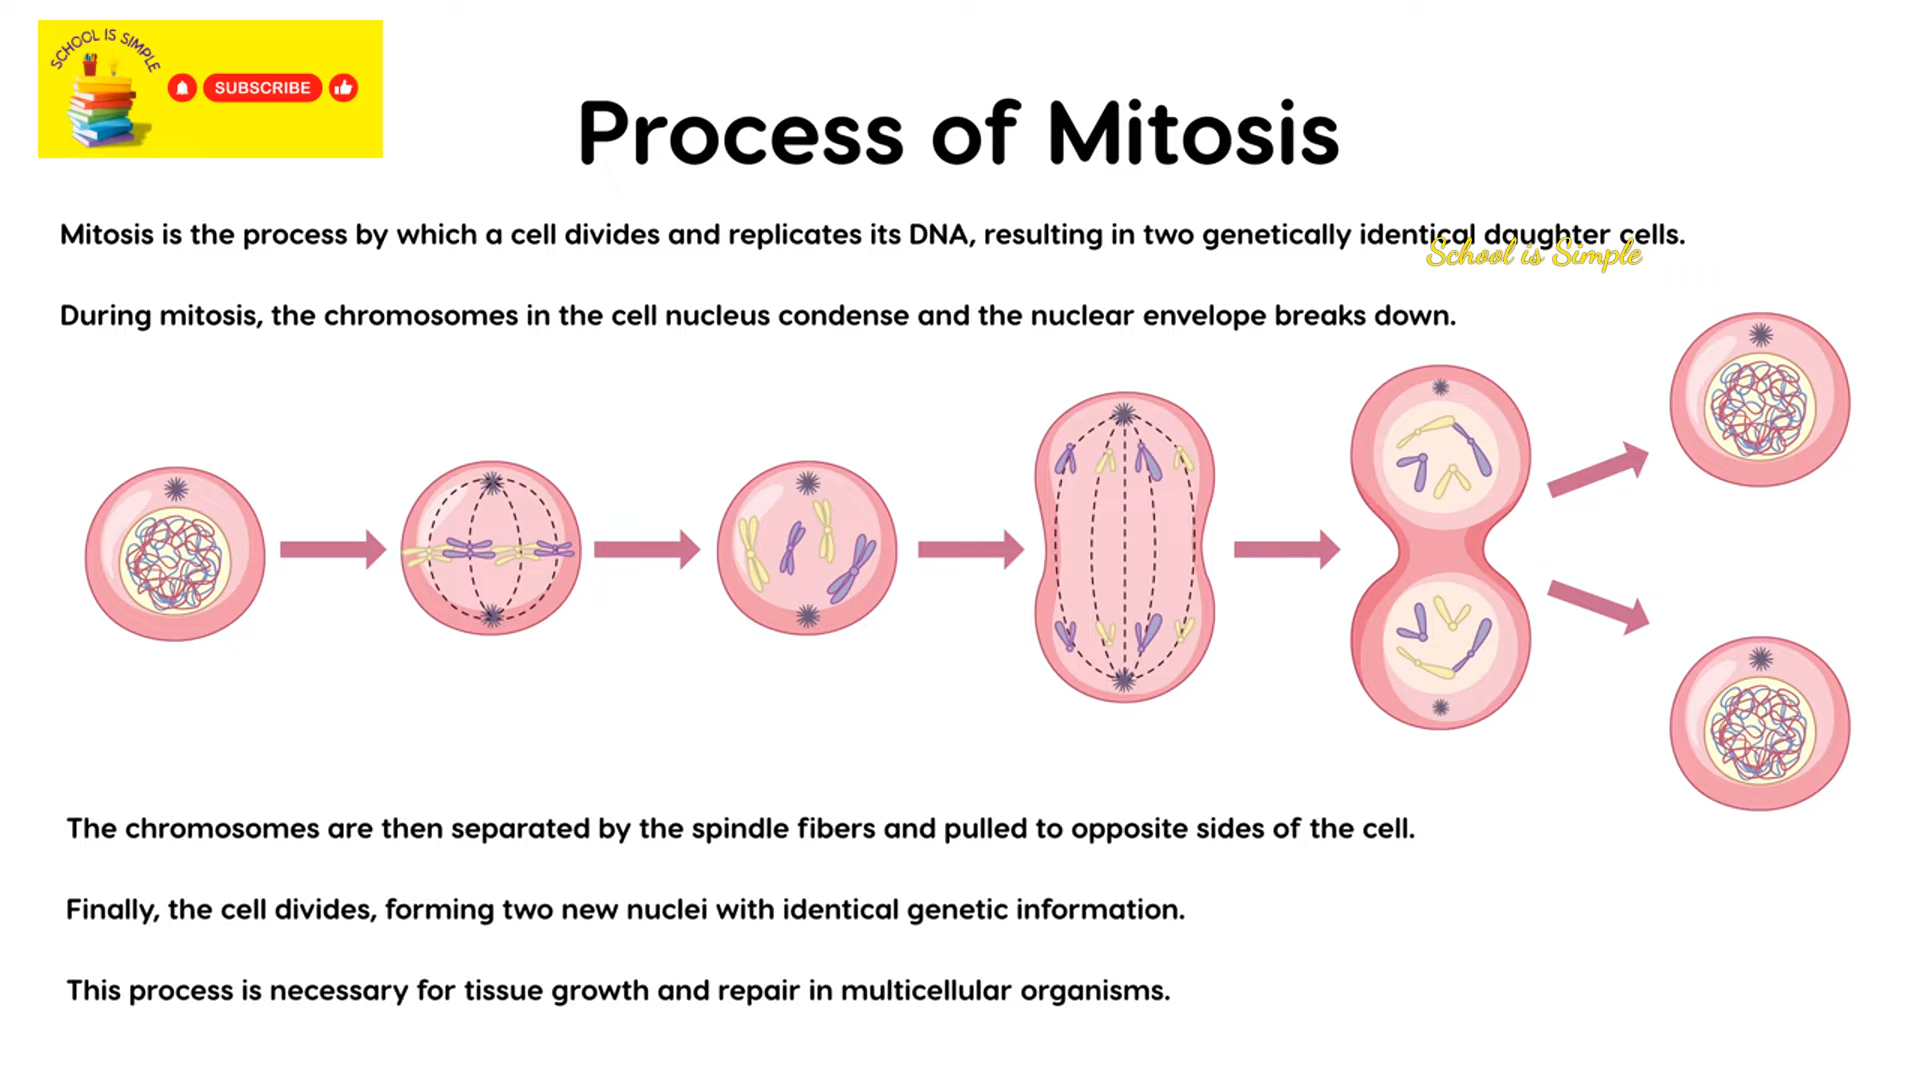 SCHOOL IS SIMPLE
SUBSCRIBE
Process of Mitosis
Mitosis is the process by which a cell divides and replicates its DNA, resulting in two genetically identical daughter cells.
School is Simple
During mitosis, the chromosomes in the cell nucleus condense and the nuclear envelope breaks down.
The chromosomes are then separated by the spindle fibers and pulled to opposite sides of the cell.
Finally, the cell divides, forming two new nuclei with identical genetic information.
This process is necessary for tissue growth and repair in multicellular organisms.